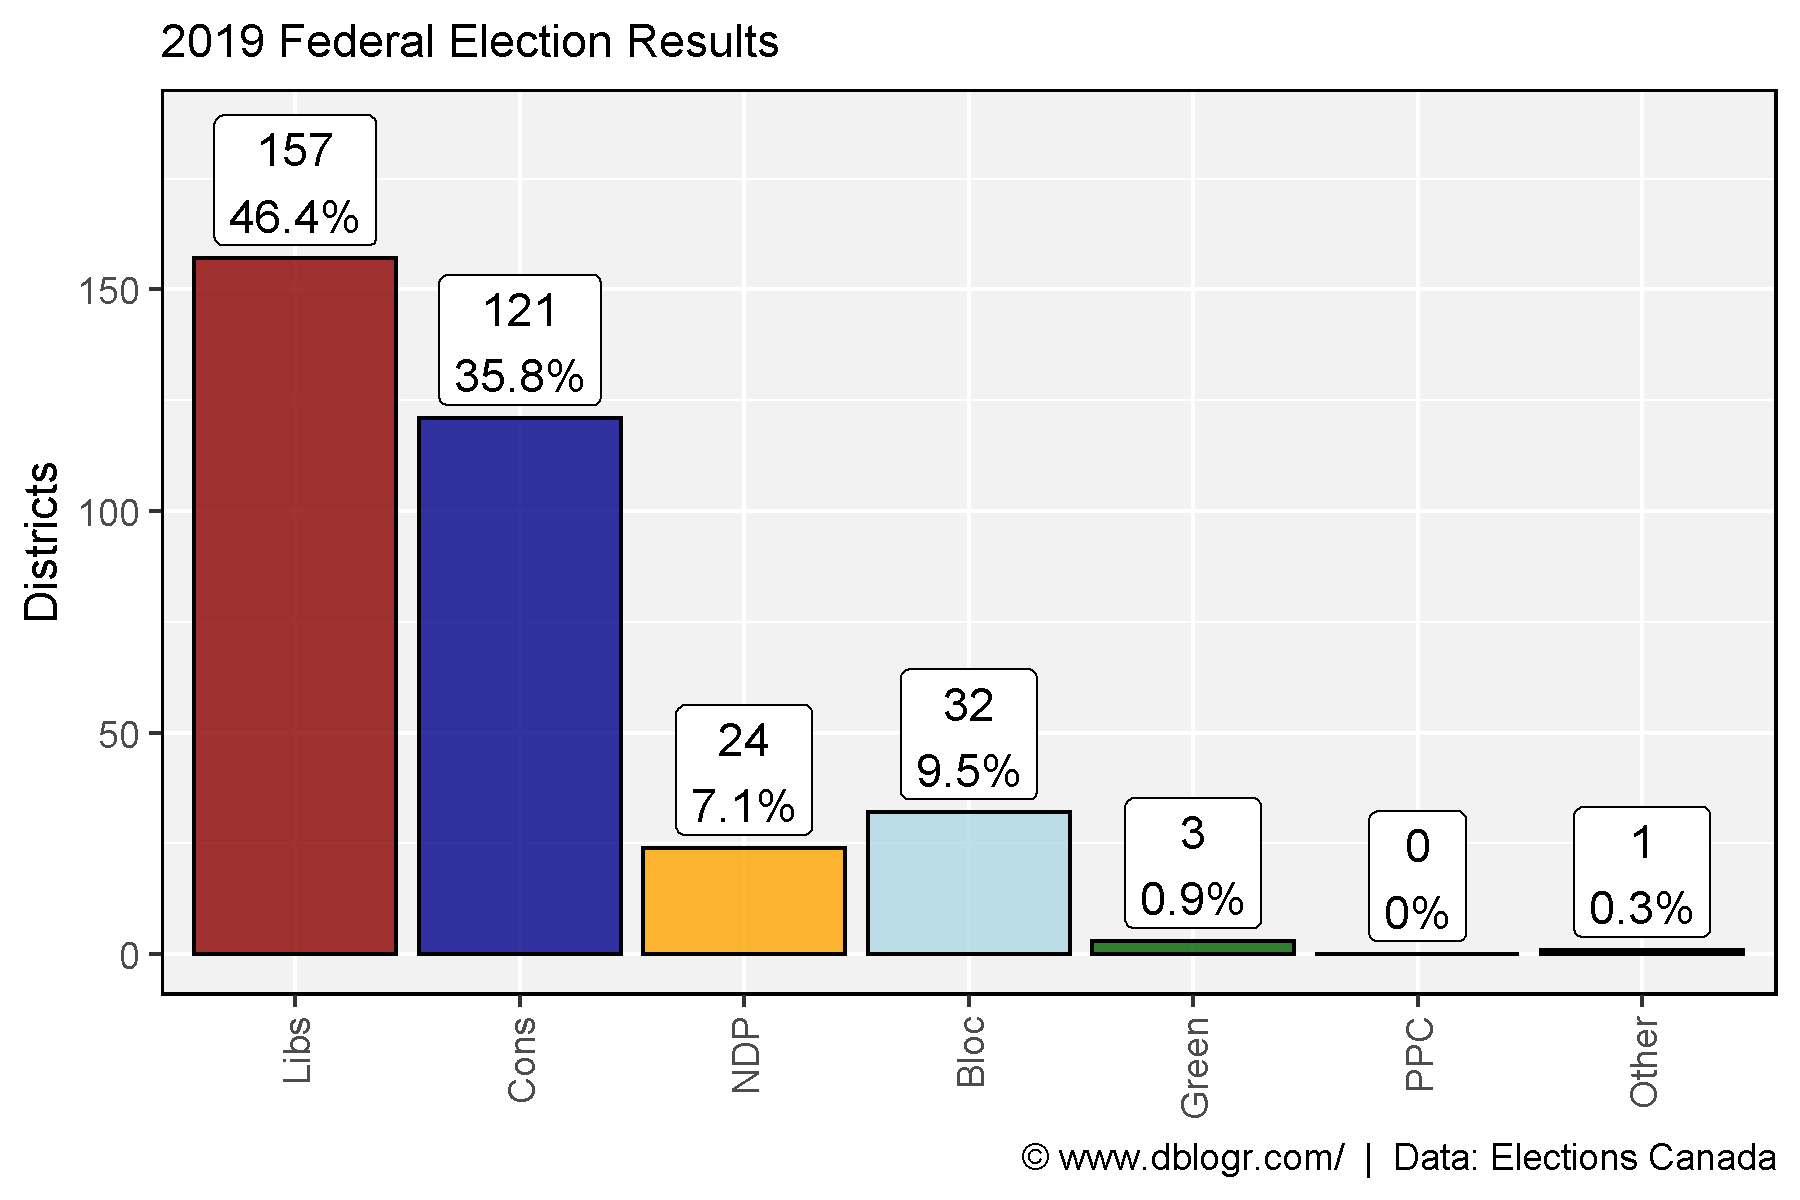 2019 Federal Election Results
157
46.4%
121
35.8%
24
7.1%
32
9.5%
3
0.9%
0
0%
1
0.3%
Districts
150
100
50
0
Libs
Cons
NDP
Bloc
Green
PPC
Other
© www.dblogr.com/ | Data: Elections Canada